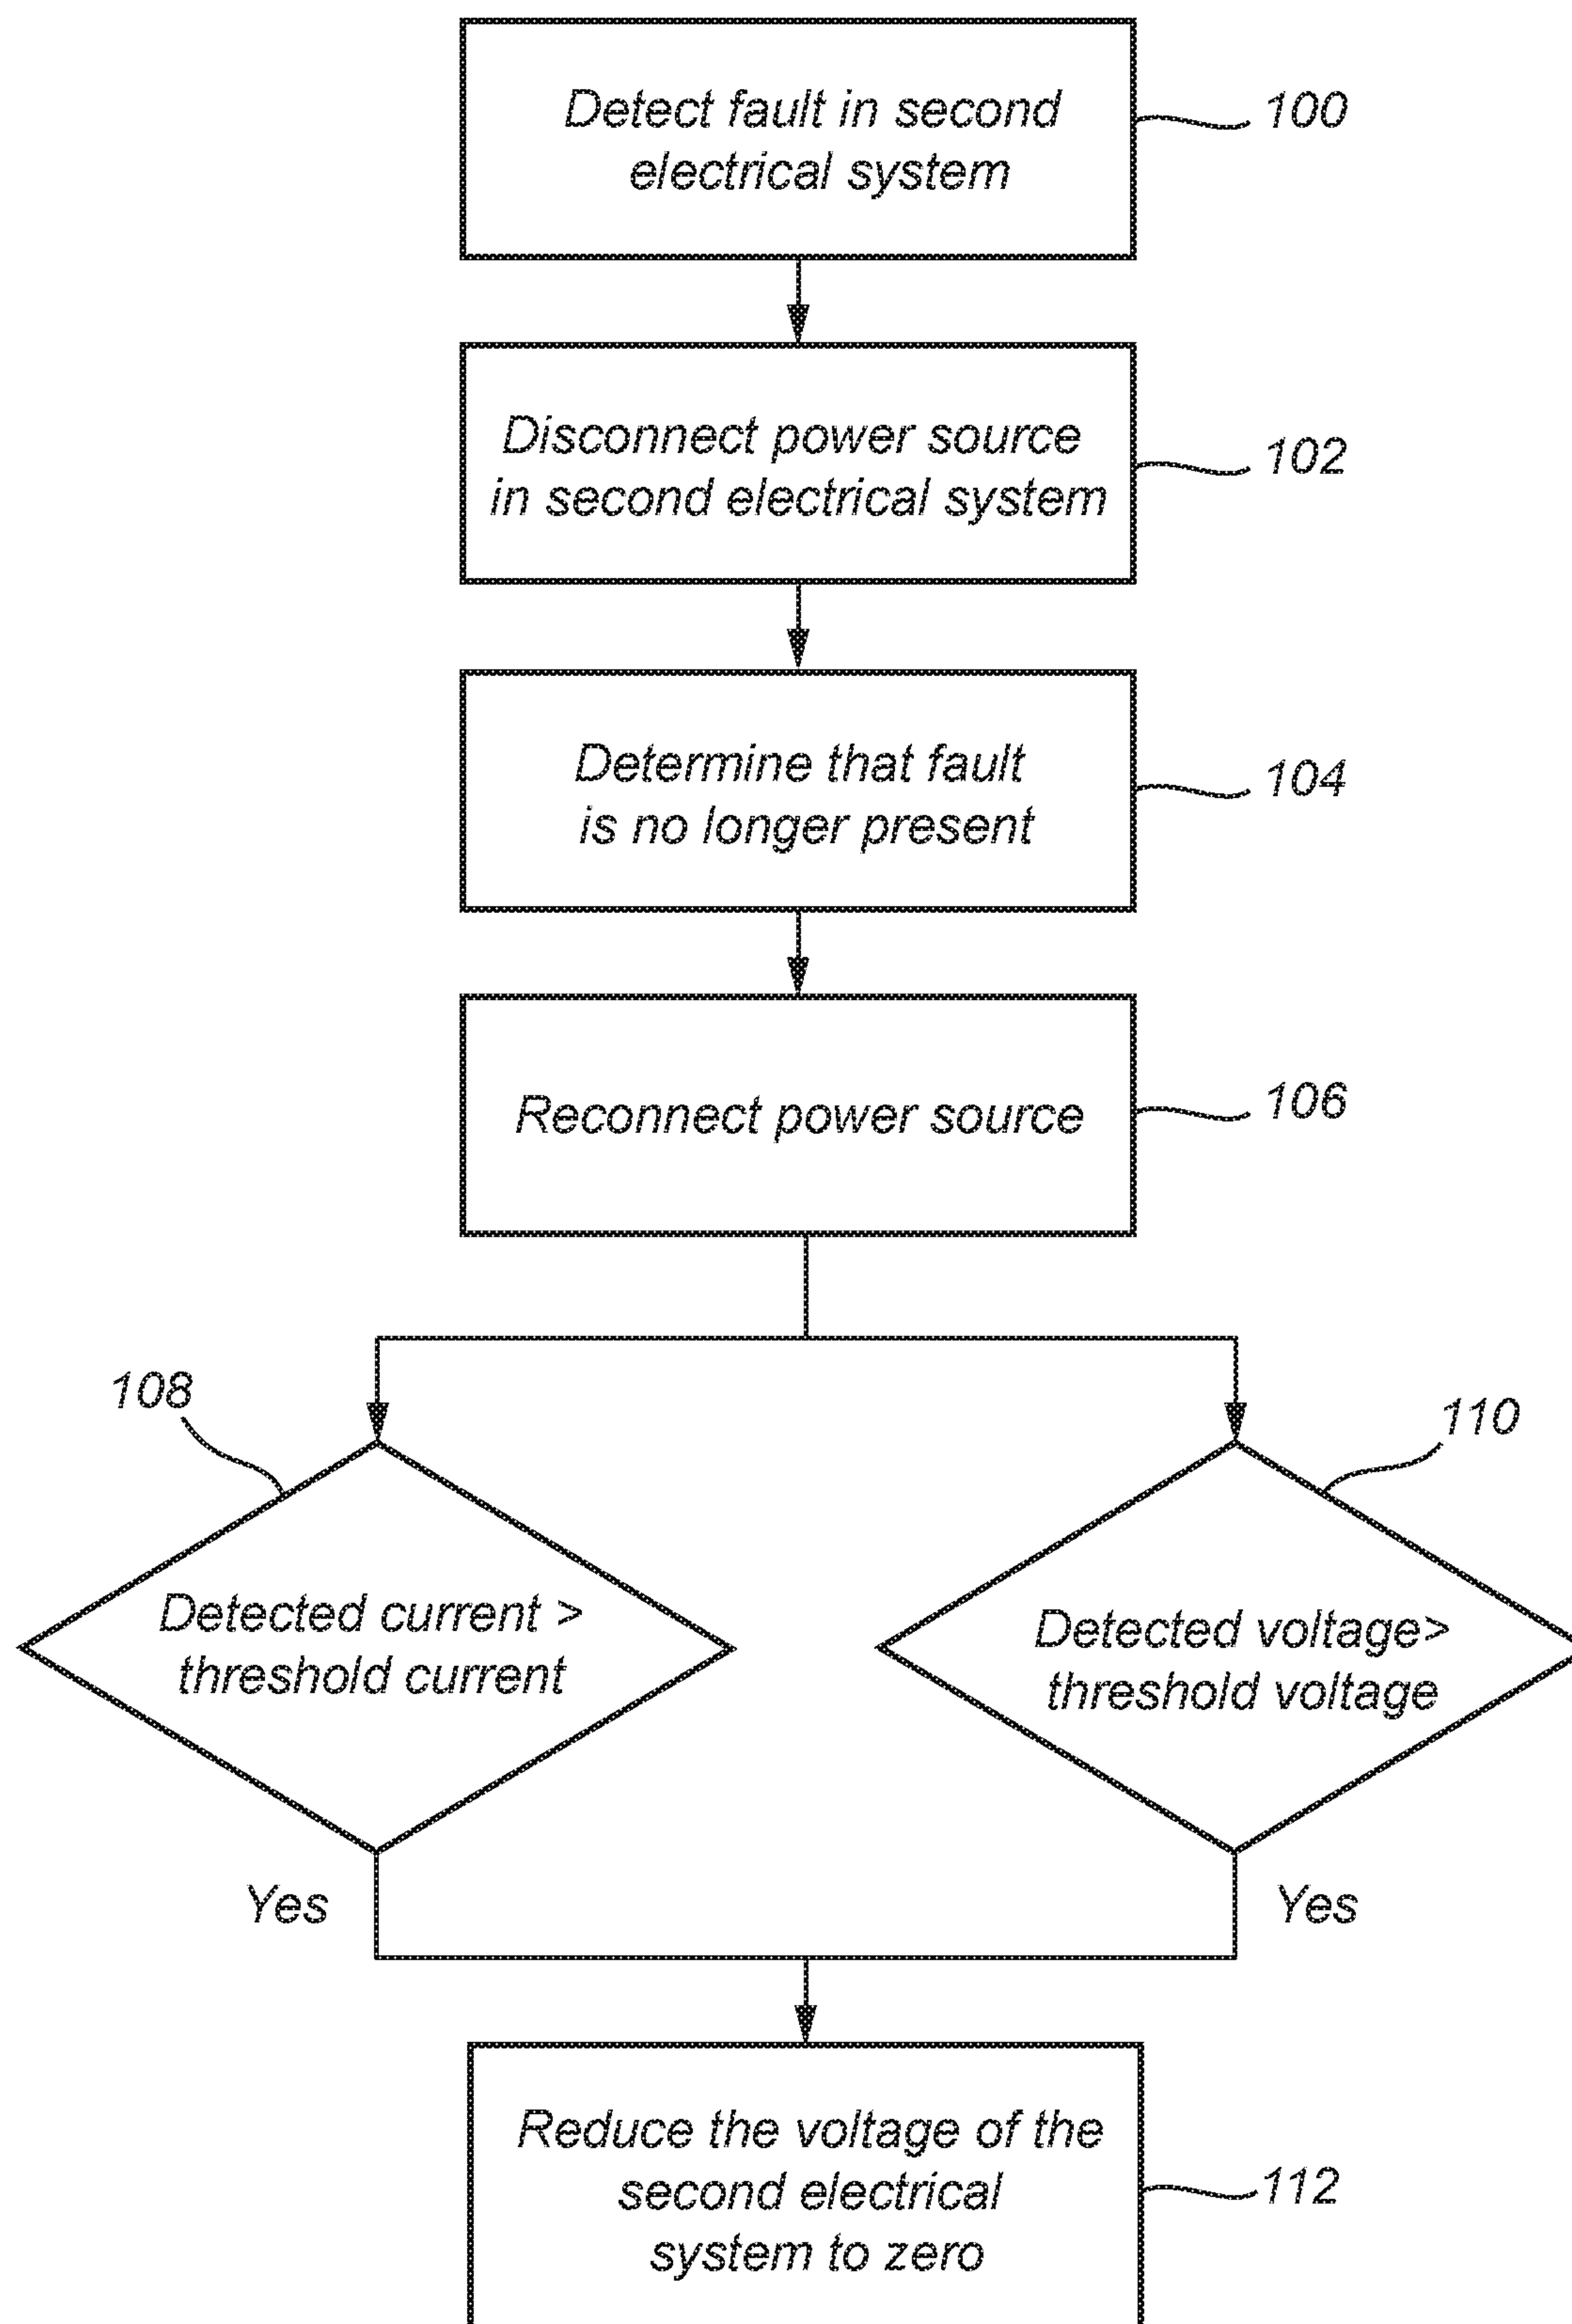 Detect fault in second
electrical system
100
Disconnect power source
in second electrical system
102
Determine that fault
is no longer present
104
Reconnect power source
106
108
110
Detected current >
threshold current
Detected voltage>
threshold voltage
Yes
Yes
Reduce the voltage of the
second electrical
system to zero
112